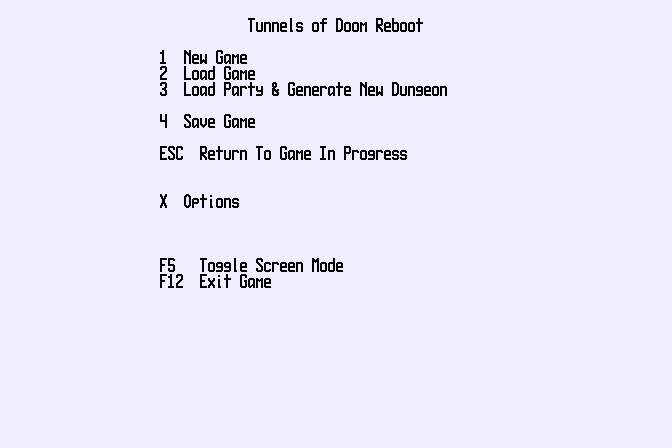 Tunnels of Doom Reboot
1 New Game
2 Load Game
3 Load Party & Generate New Dungeon
4 Save Game
ESC Return To Game In Progress
X Options
F5 Toggle Screen Mode
F12 Exit Game